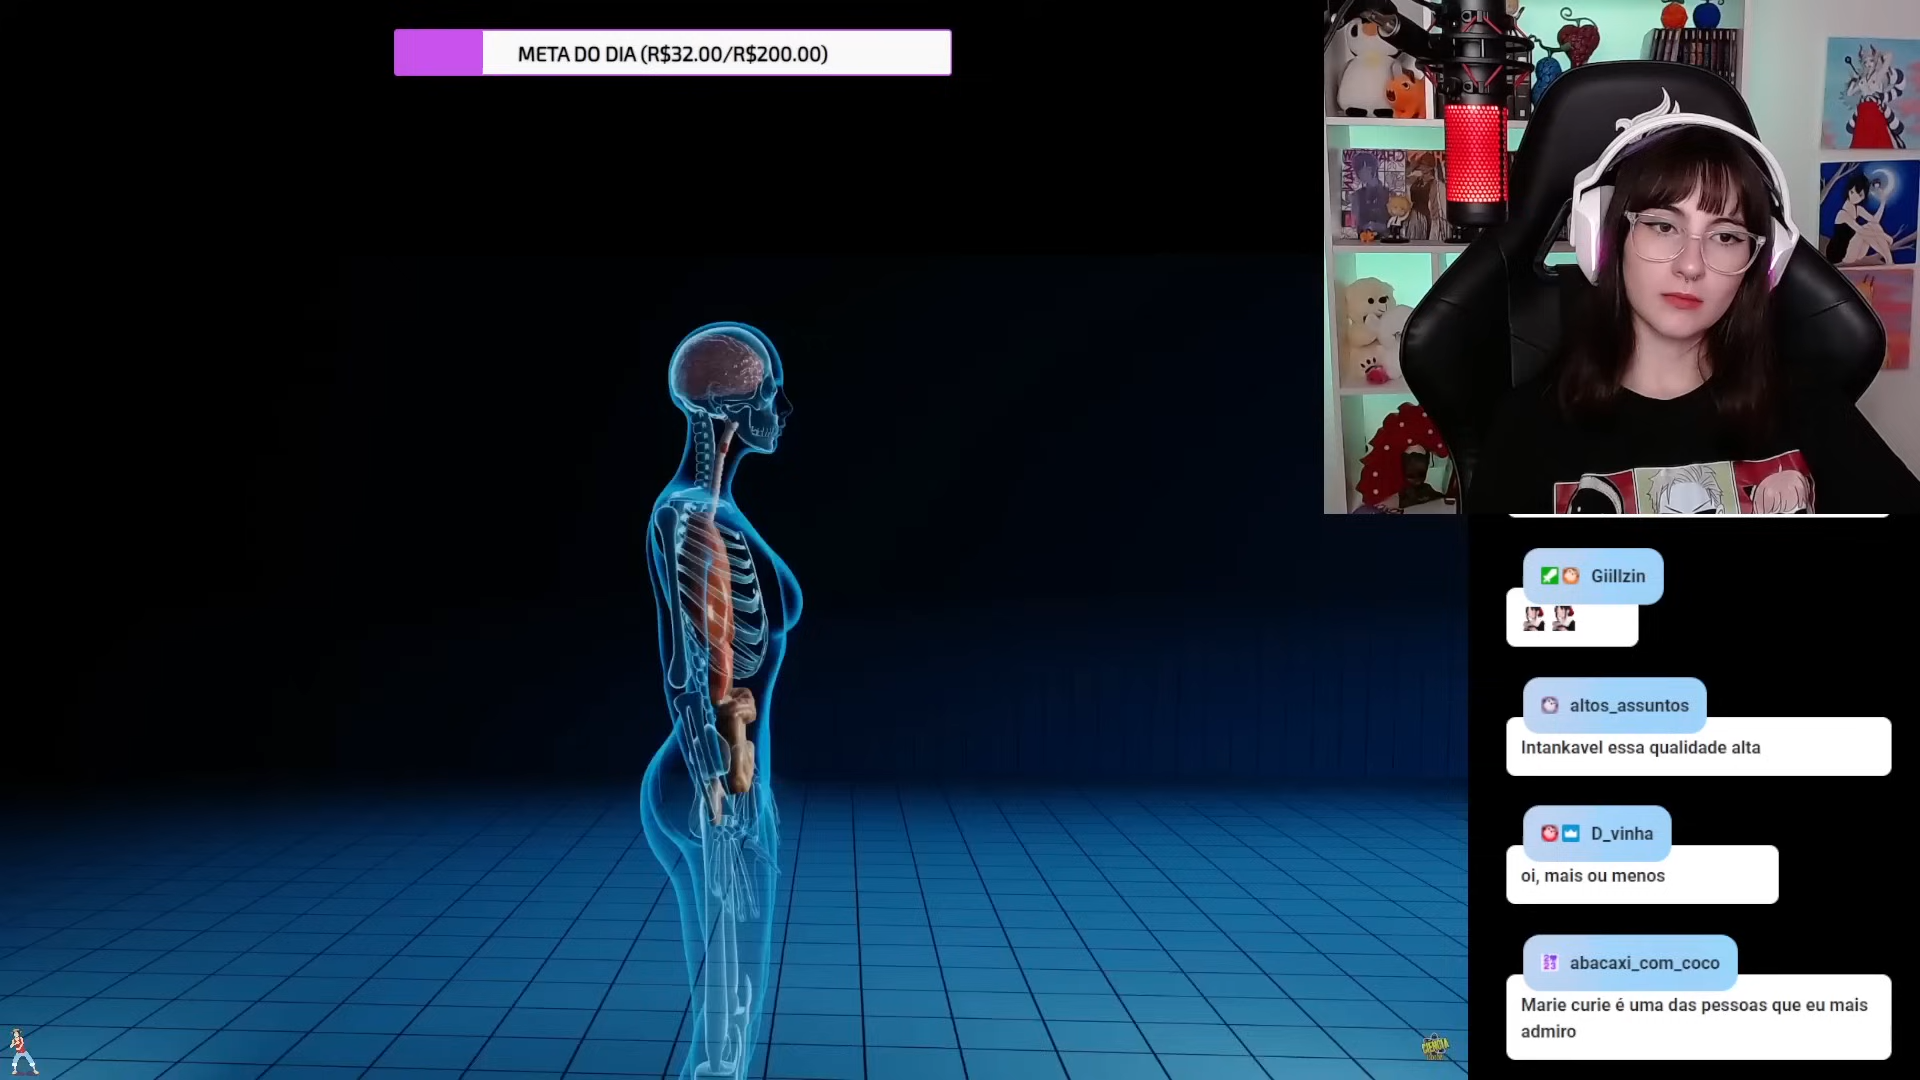 META DO DIA (R$32.00/R$200.00)
Giillzin
altos_assuntos
Intankavel essa qualidade alta
D_vinha
oi, mais ou menos
abacaxi_com_coco
Marie curie é uma das pessoas que eu mais
admiro
CIÊNCIA